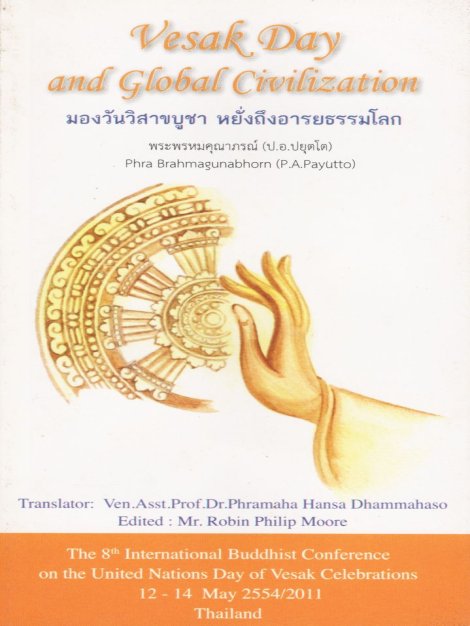 Vesak Day
and Global Civilization
มองวันวิสาขบูชา หยั่งถึงอารยธรรมโลก
พระพรหมคุณาภรณ์ (ป.อ.ปยุตโต)
Phra Brahmagunabhorn (P.A.Payutto)
Translator: Ven.Asst.Prof.Dr.Phramaha Hansa Dhammahaso
Edited : Mr. Robin Philip Moore
The 8th International Buddhist Conference
on the United Nations Day of Vesak Celebrations
12 - 14 May 2554/2011
Thailand